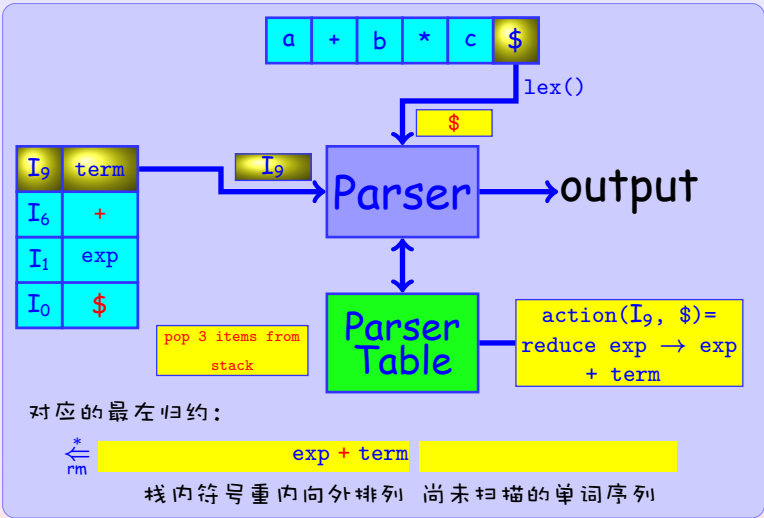 a + b * c $
lex()
$
I₉ term
I₉
Parser
output
I₆ +
I₁ exp
I₀ $
pop 3 items from
stack
Parser
Table
action(I₉, $)=
reduce exp → exp
+ term
对应的最左归约：
*
⇐
rm
exp + term
栈内符号重内向外排列 尚未扫描的单词序列